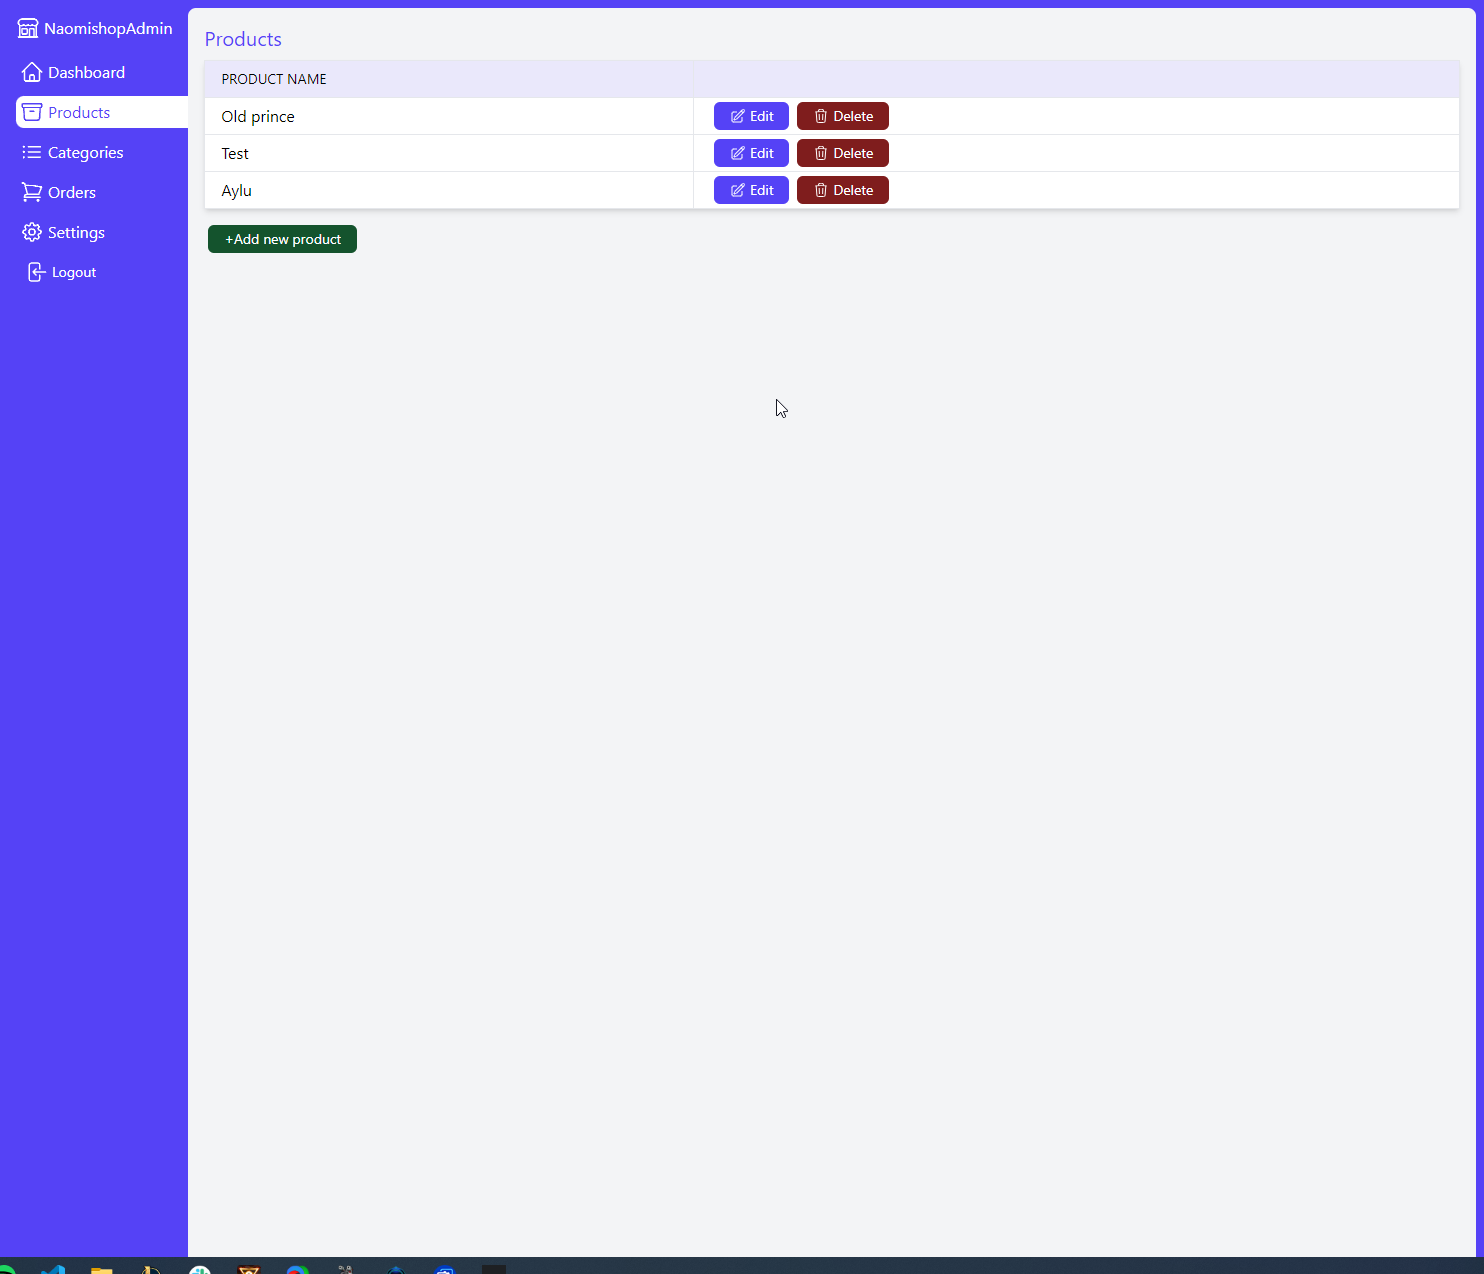 NaomishopAdmin
Dashboard
Products
Categories
Orders
Settings
Logout
Products
PRODUCT NAME
Old prince Edit Delete
Test Edit Delete
Aylu Edit Delete
+Add new product